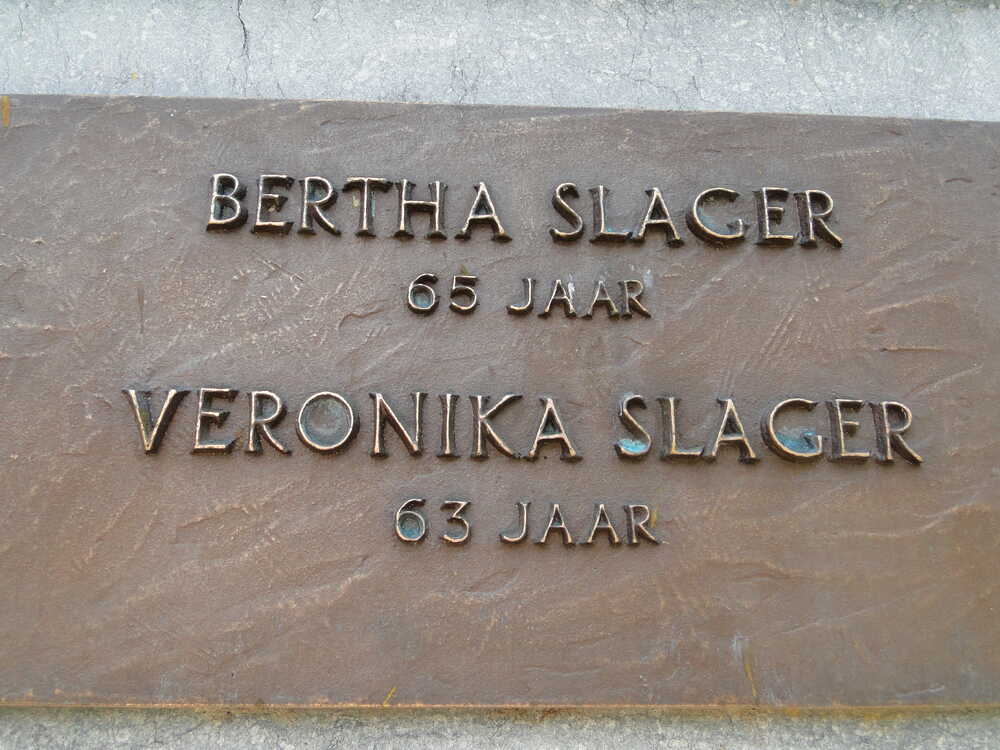 BERTHA SLAGER
65 JAAR
VERONIKA SLAGER
63 JAAR